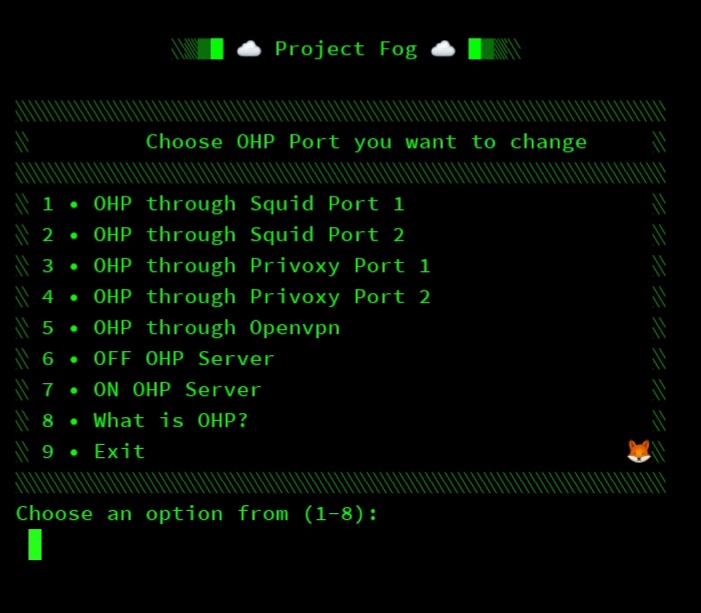 Project Fog
Choose OHP Port you want to change
1 • OHP through Squid Port 1
2 • OHP through Squid Port 2
3 • OHP through Privoxy Port 1
4 • OHP through Privoxy Port 2
5 • OHP through Openvpn
6 • OFF OHP Server
7 • ON OHP Server
8 • What is OHP?
9 • Exit
Choose an option from (1-8):